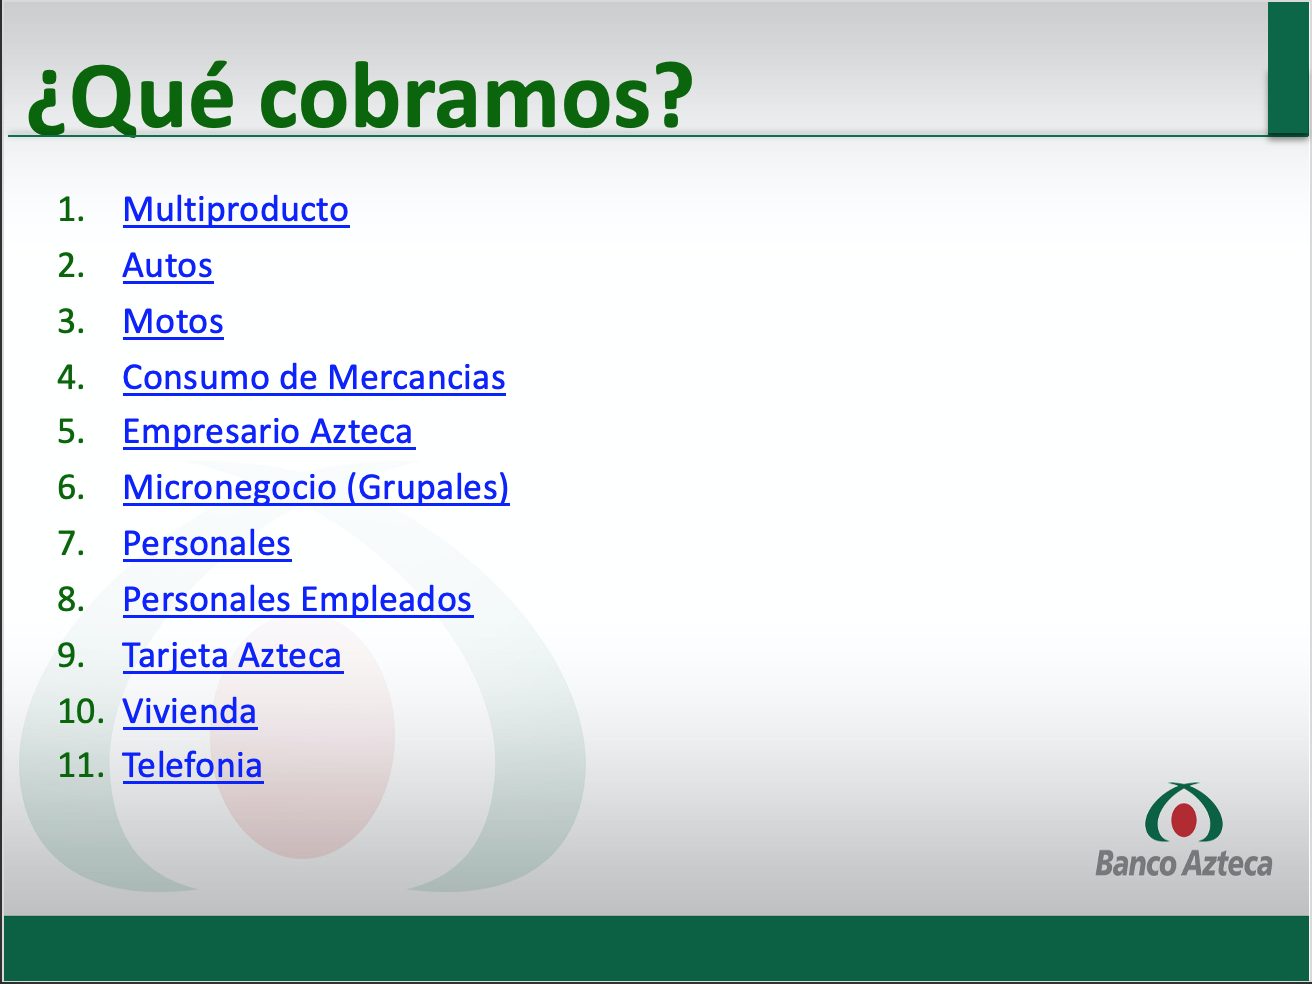 ¿Qué cobramos?
1. Multiproducto
2. Autos
3. Motos
4. Consumo de Mercancias
5. Empresario Azteca
6. Micronegocio (Grupales)
7. Personales
8. Personales Empleados
9. Tarjeta Azteca
10. Vivienda
11. Telefonia
Banco Azteca